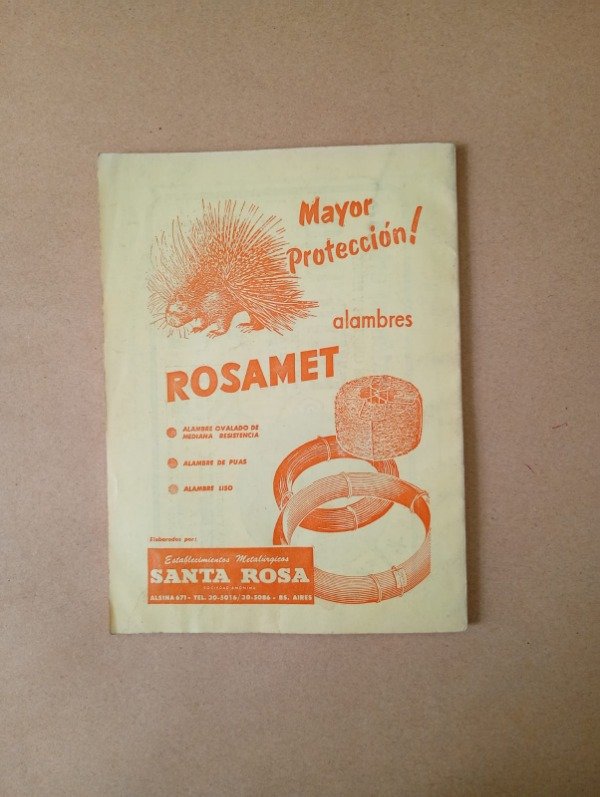 Mayor
Protección!
alambres
ROSAMET
ALAMBRE OVALADO DE
MEDIANA RESISTENCIA
ALAMBRE DE PUAS
ALAMBRE LISO
Elaborados por:
Establecimientos Metalúrgicos
SANTA ROSA
SOCIEDAD ANONIMA
ALSINA 671 - TEL. 30-5016/30-5086 - BS. AIRES